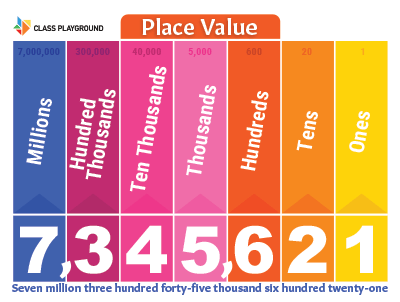 CLASS PLAYGROUND
Place Value
7,000,000 300,000 40,000 5,000 600 20 1
Millions
Hundred
Thousands
Ten Thousands
Thousands
Hundreds
Tens
Ones
7,345,621
Seven million three hundred forty-five thousand six hundred twenty-one